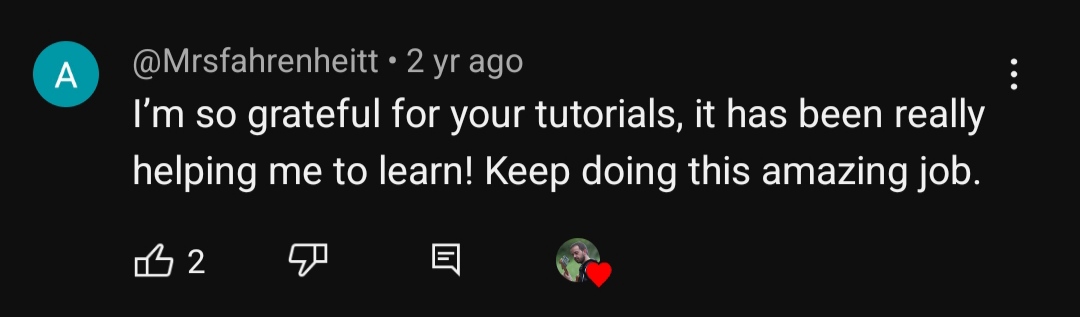 A
@Mrsfahrenheitt • 2 yr ago
I’m so grateful for your tutorials, it has been really
helping me to learn! Keep doing this amazing job.
2